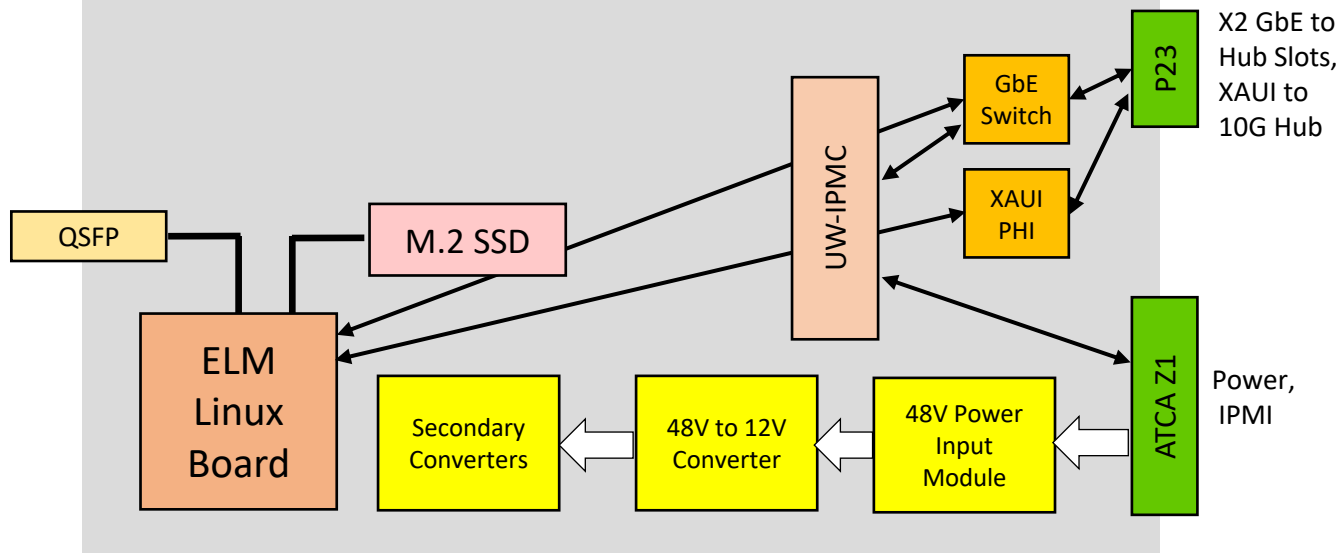 X2 GbE to
Hub Slots,
XAUI to
10G Hub
P23
GbE
Switch
UW-IPMC
XAUI
PHI
QSFP
M.2 SSD
ELM
Linux
Board
Secondary
Converters
48V to 12V
Converter
48V Power
Input
Module
ATCA Z1
Power,
IPMI